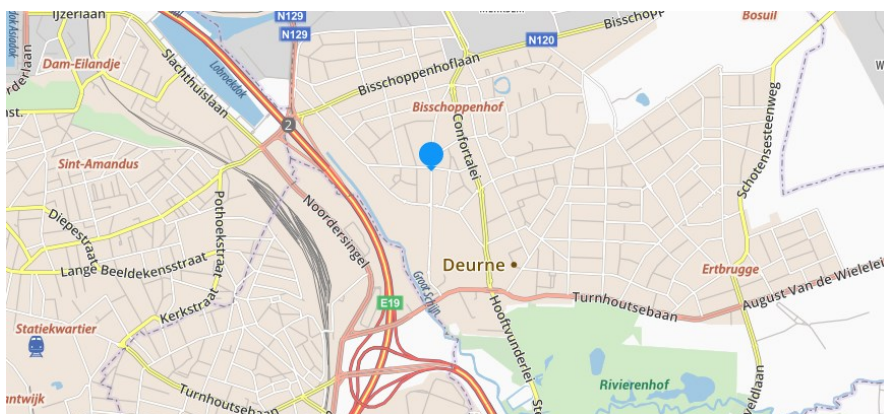 N129
IJzerlaan
N129
N120
Bisschoppenhoflaan
Bosuil
Dam-Eilandje
Slachthuislaan
Lobroekdok
Bisschoppenhof
Schotensesteenweg
2
Confortalei
Sint-Amandus
Pothoekstraat
Noordersingel
Diepestraat
Lange Beeldekensstraat
Groot Schijn
Deurne
Ertbrugge
E19
Kerkstraat
Turnhoutsebaan
August Van de Wielelei
Statiekwartier
Hooftvunderlei
Rivierenhof
Turnhoutsebaan